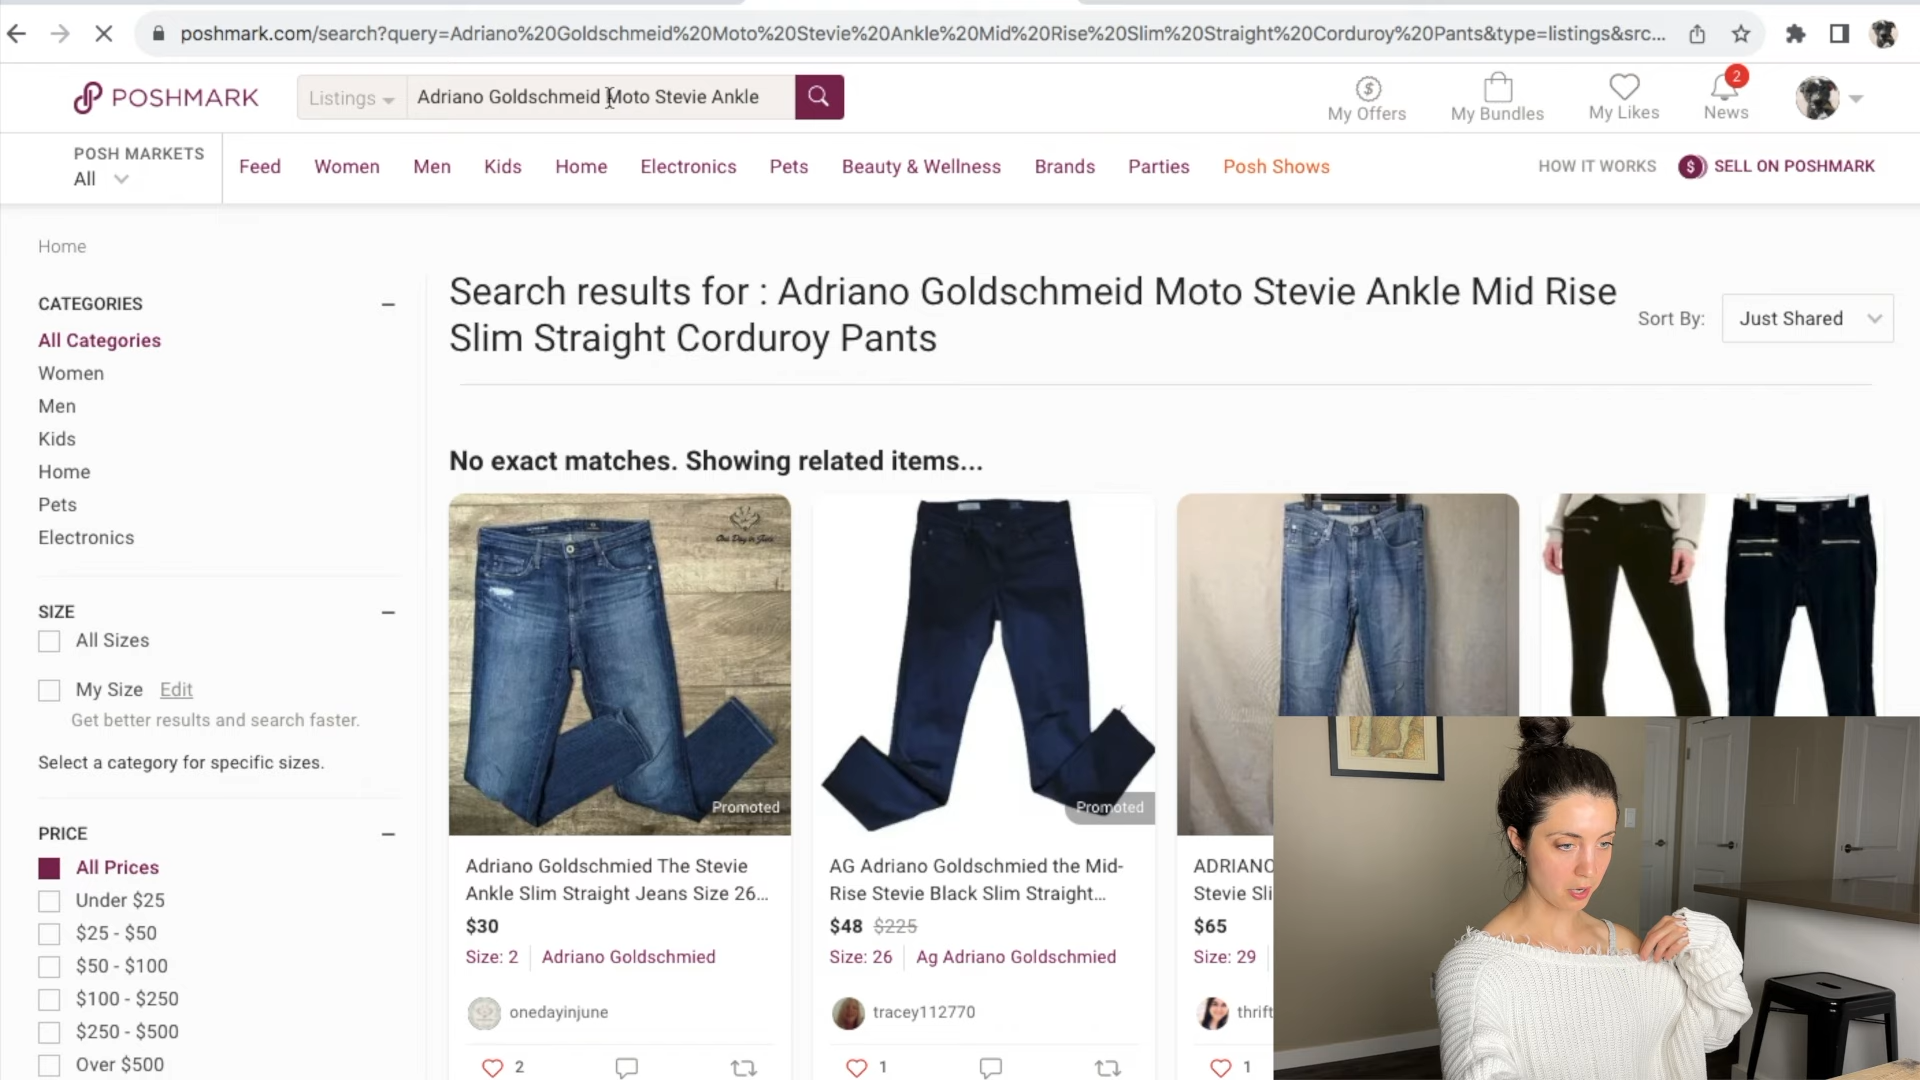 poshmark.com/search?query=Adriano%20Goldschmeid%20Moto%20Stevie%20Ankle%20Mid%20Rise%20Slim%20Straight%20Corduroy%20Pants&type=listings&src...
POSHMARK
Listings
Adriano Goldschmeid Moto Stevie Ankle
My Offers
My Bundles
My Likes
2
News
POSH MARKETS
All
Feed
Women
Men
Kids
Home
Electronics
Pets
Beauty & Wellness
Brands
Parties
Posh Shows
HOW IT WORKS
SELL ON POSHMARK
Home
CATEGORIES
All Categories
Women
Men
Kids
Home
Pets
Electronics
SIZE
All Sizes
My Size Edit
Get better results and search faster.
Select a category for specific sizes.
PRICE
All Prices
Under $25
$25 - $50
$50 - $100
$100 - $250
$250 - $500
Over $500
Search results for : Adriano Goldschmeid Moto Stevie Ankle Mid Rise
Slim Straight Corduroy Pants
Sort By:
Just Shared
No exact matches. Showing related items...
One Day in June
Promoted
Adriano Goldschmied The Stevie
Ankle Slim Straight Jeans Size 26...
$30
Size: 2
Adriano Goldschmied
onedayinjune
2
Promoted
AG Adriano Goldschmied the Mid-
Rise Stevie Black Slim Straight...
$48 $225
Size: 26
Ag Adriano Goldschmied
tracey112770
1
ADRIANO
Stevie Sli
$65
Size: 29
thrift
1